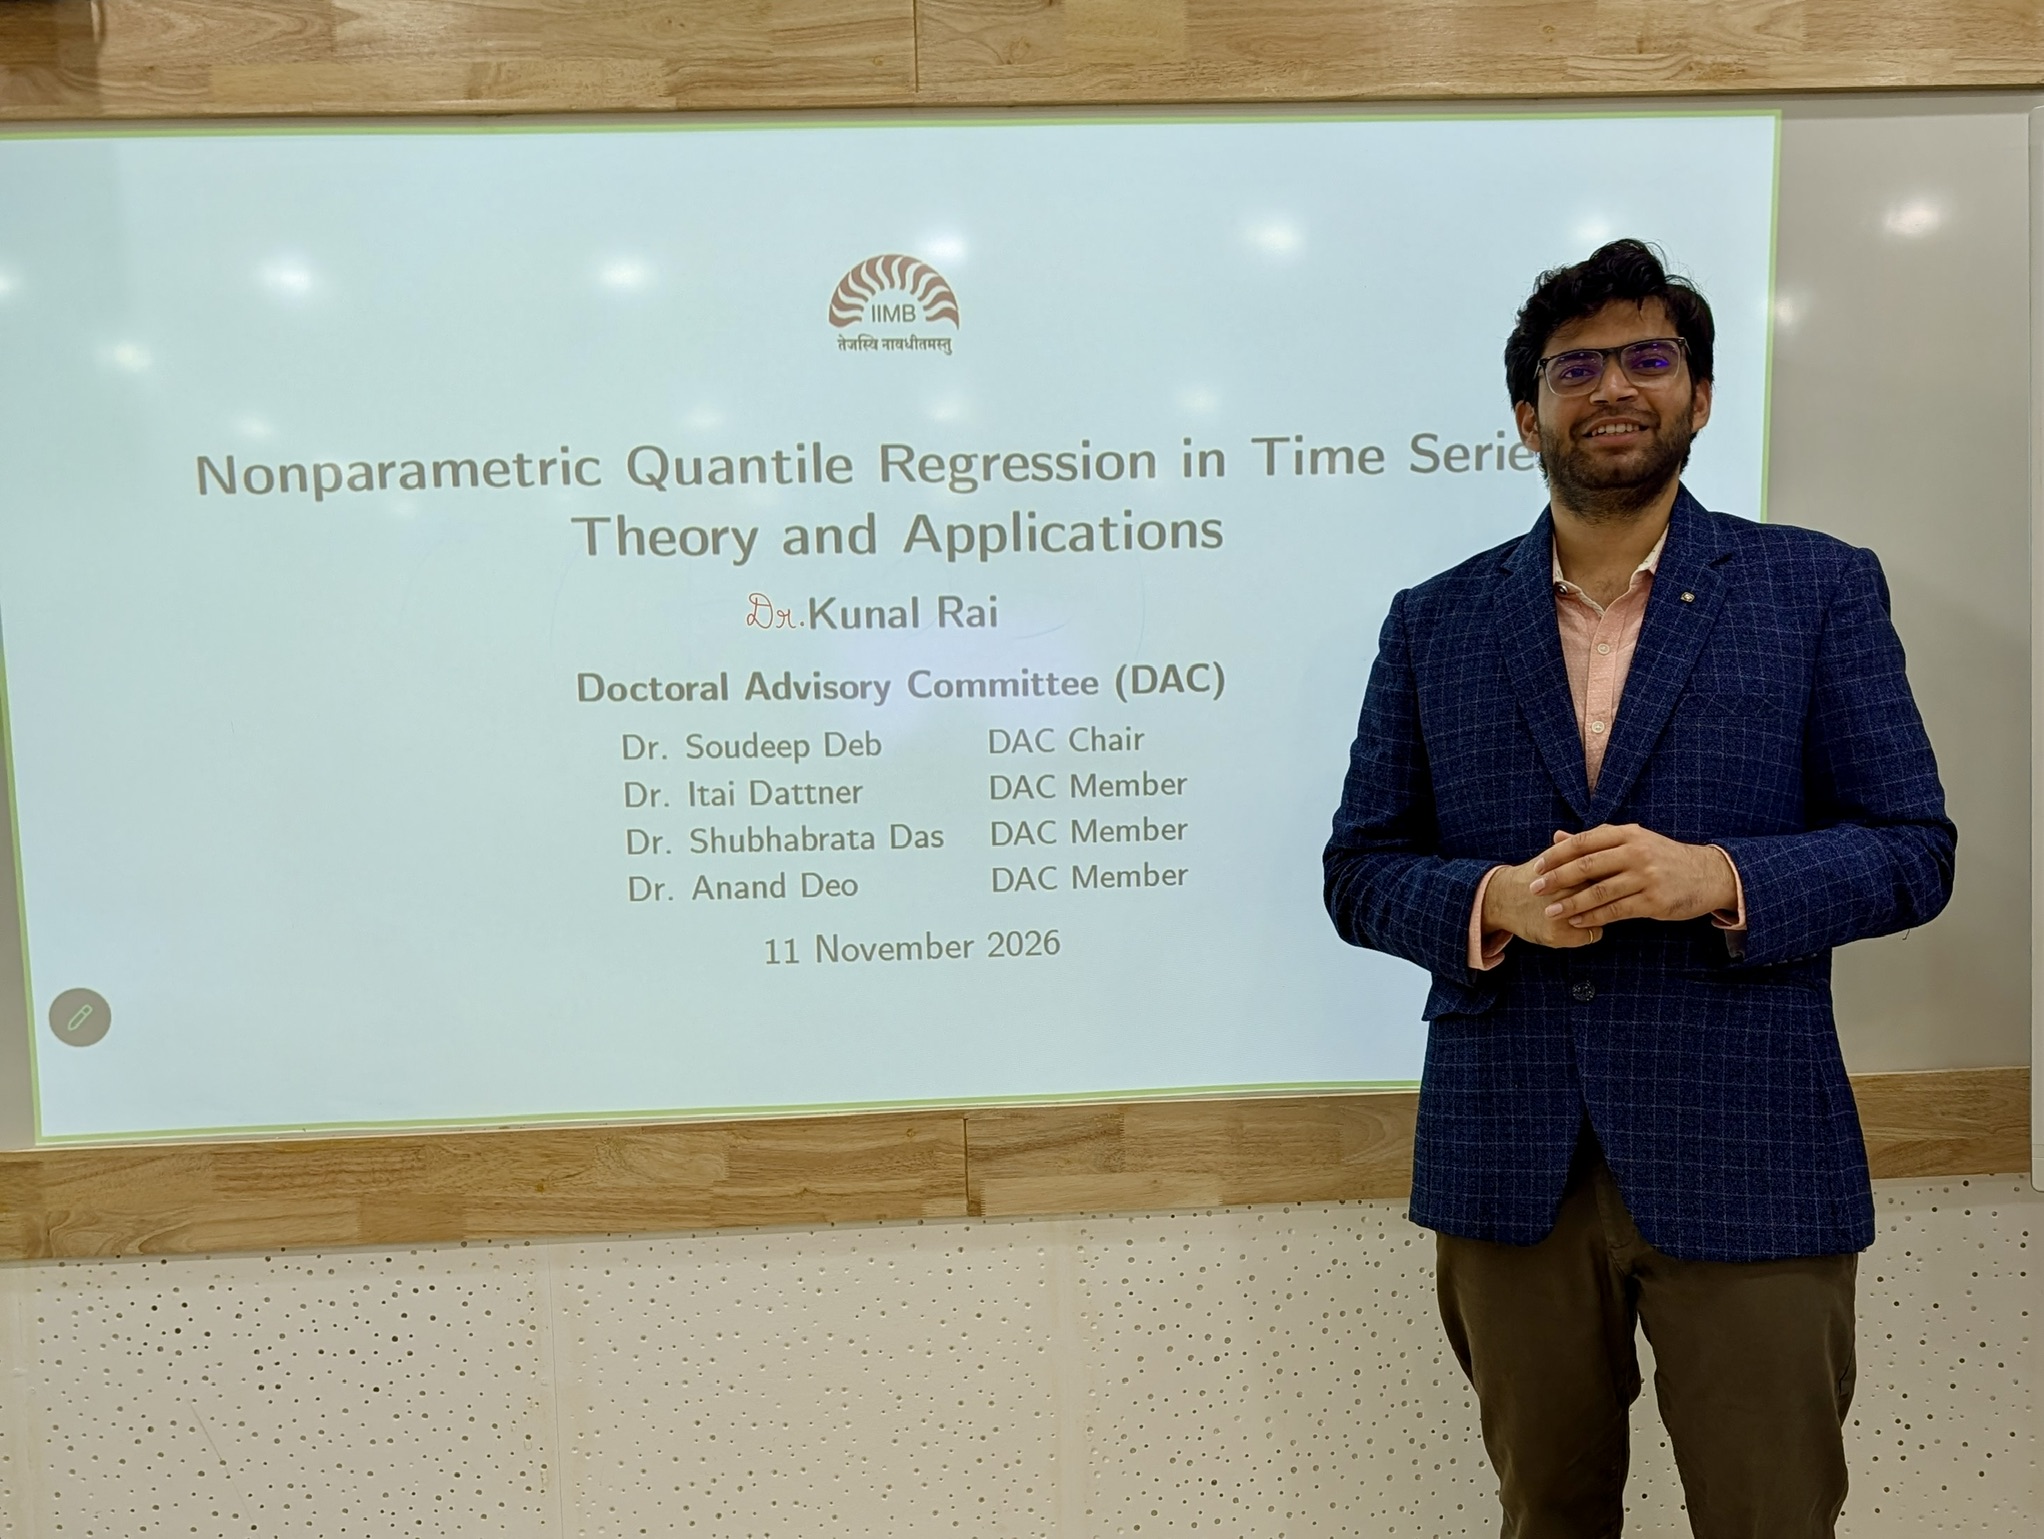 IIMB
तेजस्वि नावधीतमस्तु
Nonparametric Quantile Regression in Time Serie
Theory and Applications
Dr. Kunal Rai
Doctoral Advisory Committee (DAC)
Dr. Soudeep Deb DAC Chair
Dr. Itai Dattner DAC Member
Dr. Shubhabrata Das DAC Member
Dr. Anand Deo DAC Member
11 November 2026